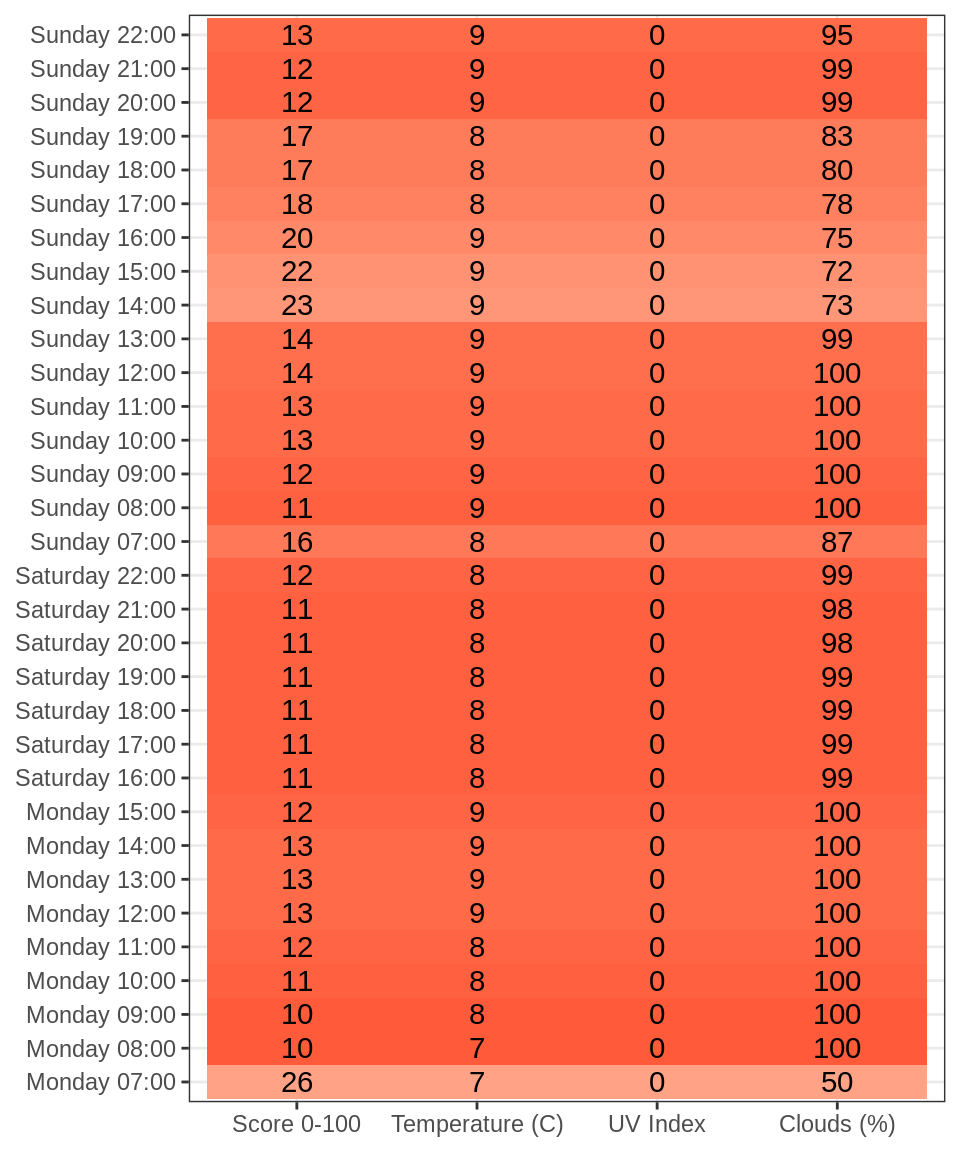 Sunday 22:00 13 9 0 95
Sunday 21:00 12 9 0 99
Sunday 20:00 12 9 0 99
Sunday 19:00 17 8 0 83
Sunday 18:00 17 8 0 80
Sunday 17:00 18 8 0 78
Sunday 16:00 20 9 0 75
Sunday 15:00 22 9 0 72
Sunday 14:00 23 9 0 73
Sunday 13:00 14 9 0 99
Sunday 12:00 14 9 0 100
Sunday 11:00 13 9 0 100
Sunday 10:00 13 9 0 100
Sunday 09:00 12 9 0 100
Sunday 08:00 11 9 0 100
Sunday 07:00 16 8 0 87
Saturday 22:00 12 8 0 99
Saturday 21:00 11 8 0 98
Saturday 20:00 11 8 0 98
Saturday 19:00 11 8 0 99
Saturday 18:00 11 8 0 99
Saturday 17:00 11 8 0 99
Saturday 16:00 11 8 0 99
Monday 15:00 12 9 0 100
Monday 14:00 13 9 0 100
Monday 13:00 13 9 0 100
Monday 12:00 13 9 0 100
Monday 11:00 12 8 0 100
Monday 10:00 11 8 0 100
Monday 09:00 10 8 0 100
Monday 08:00 10 7 0 100
Monday 07:00 26 7 0 50
Score 0-100 Temperature (C) UV Index Clouds (%)